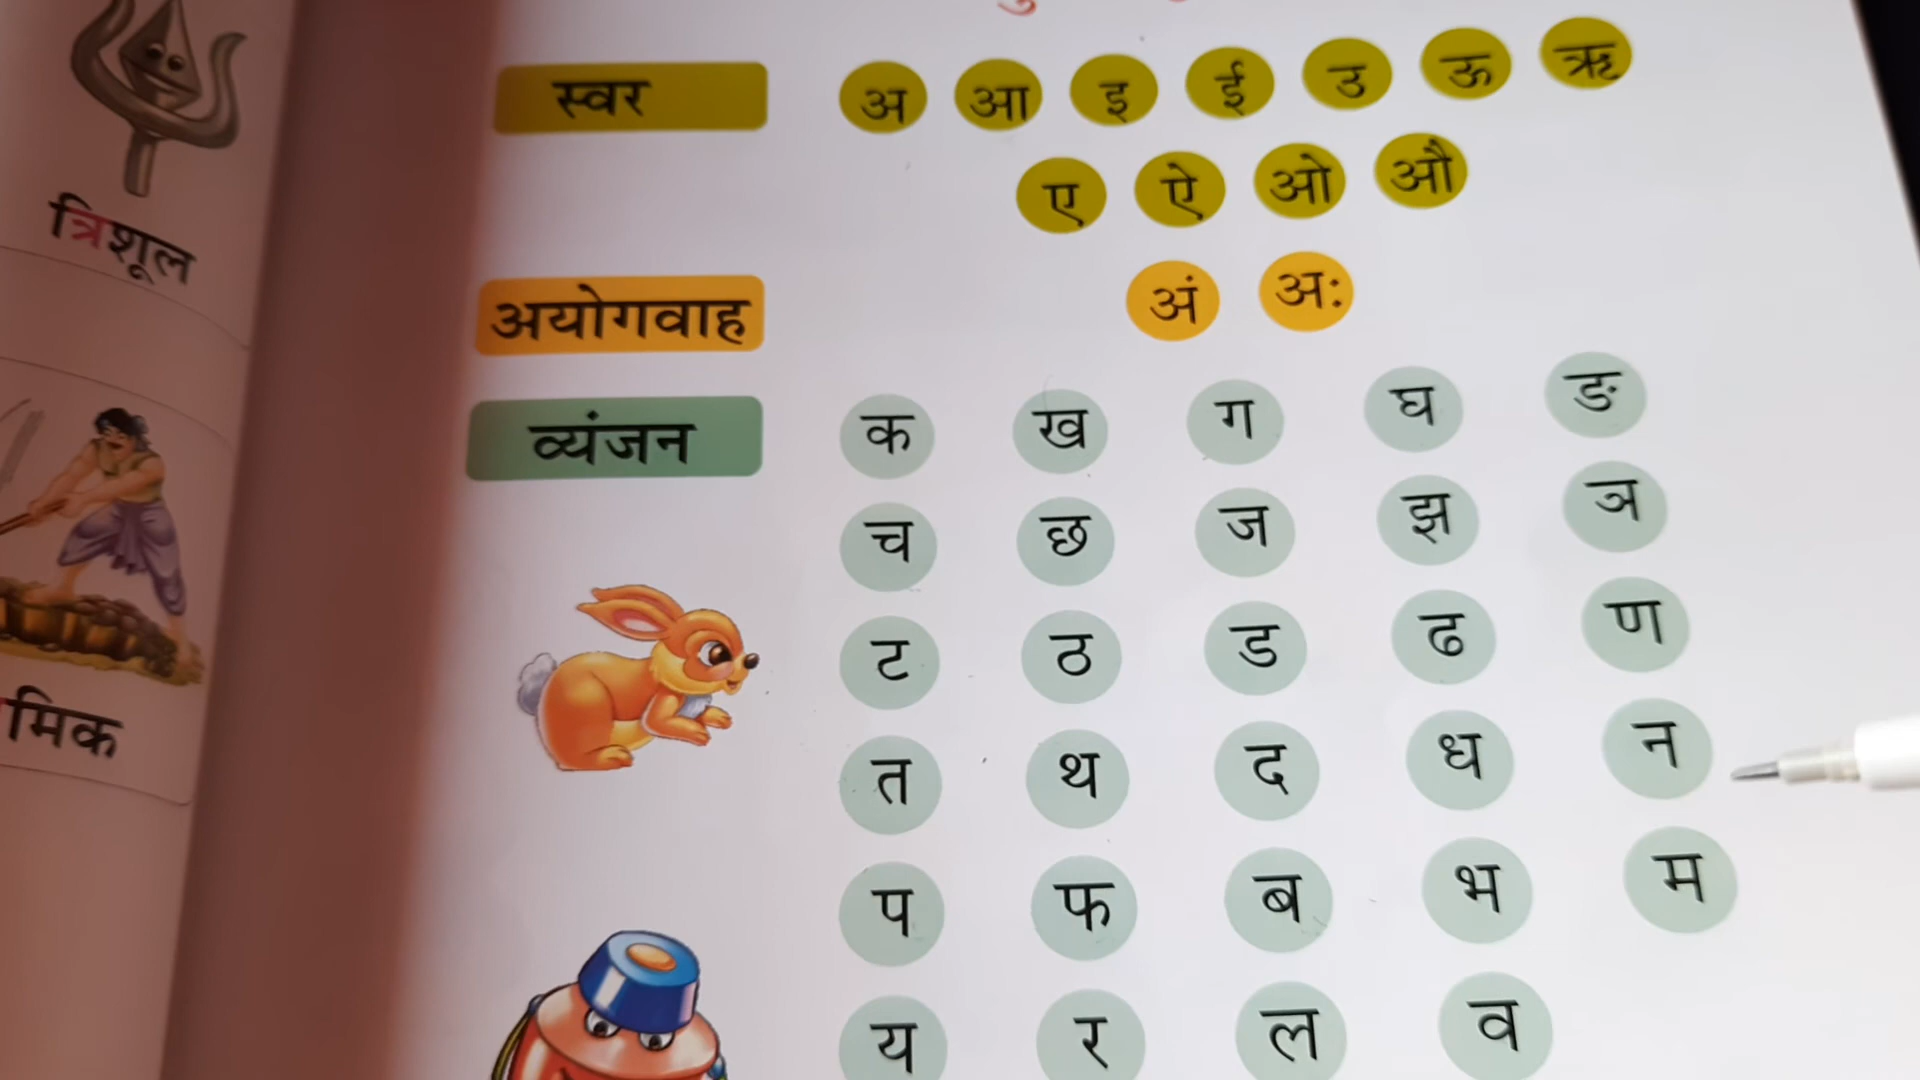 त्रिशूल
मिक
स्वर अ आ इ ई उ ऊ ऋ
ए ऐ ओ औ
अयोगवाह अं अः
व्यंजन क ख ग घ ङ
च छ ज झ ञ
ट ठ ड ढ ण
त थ द ध न
प फ ब भ म
य र ल व